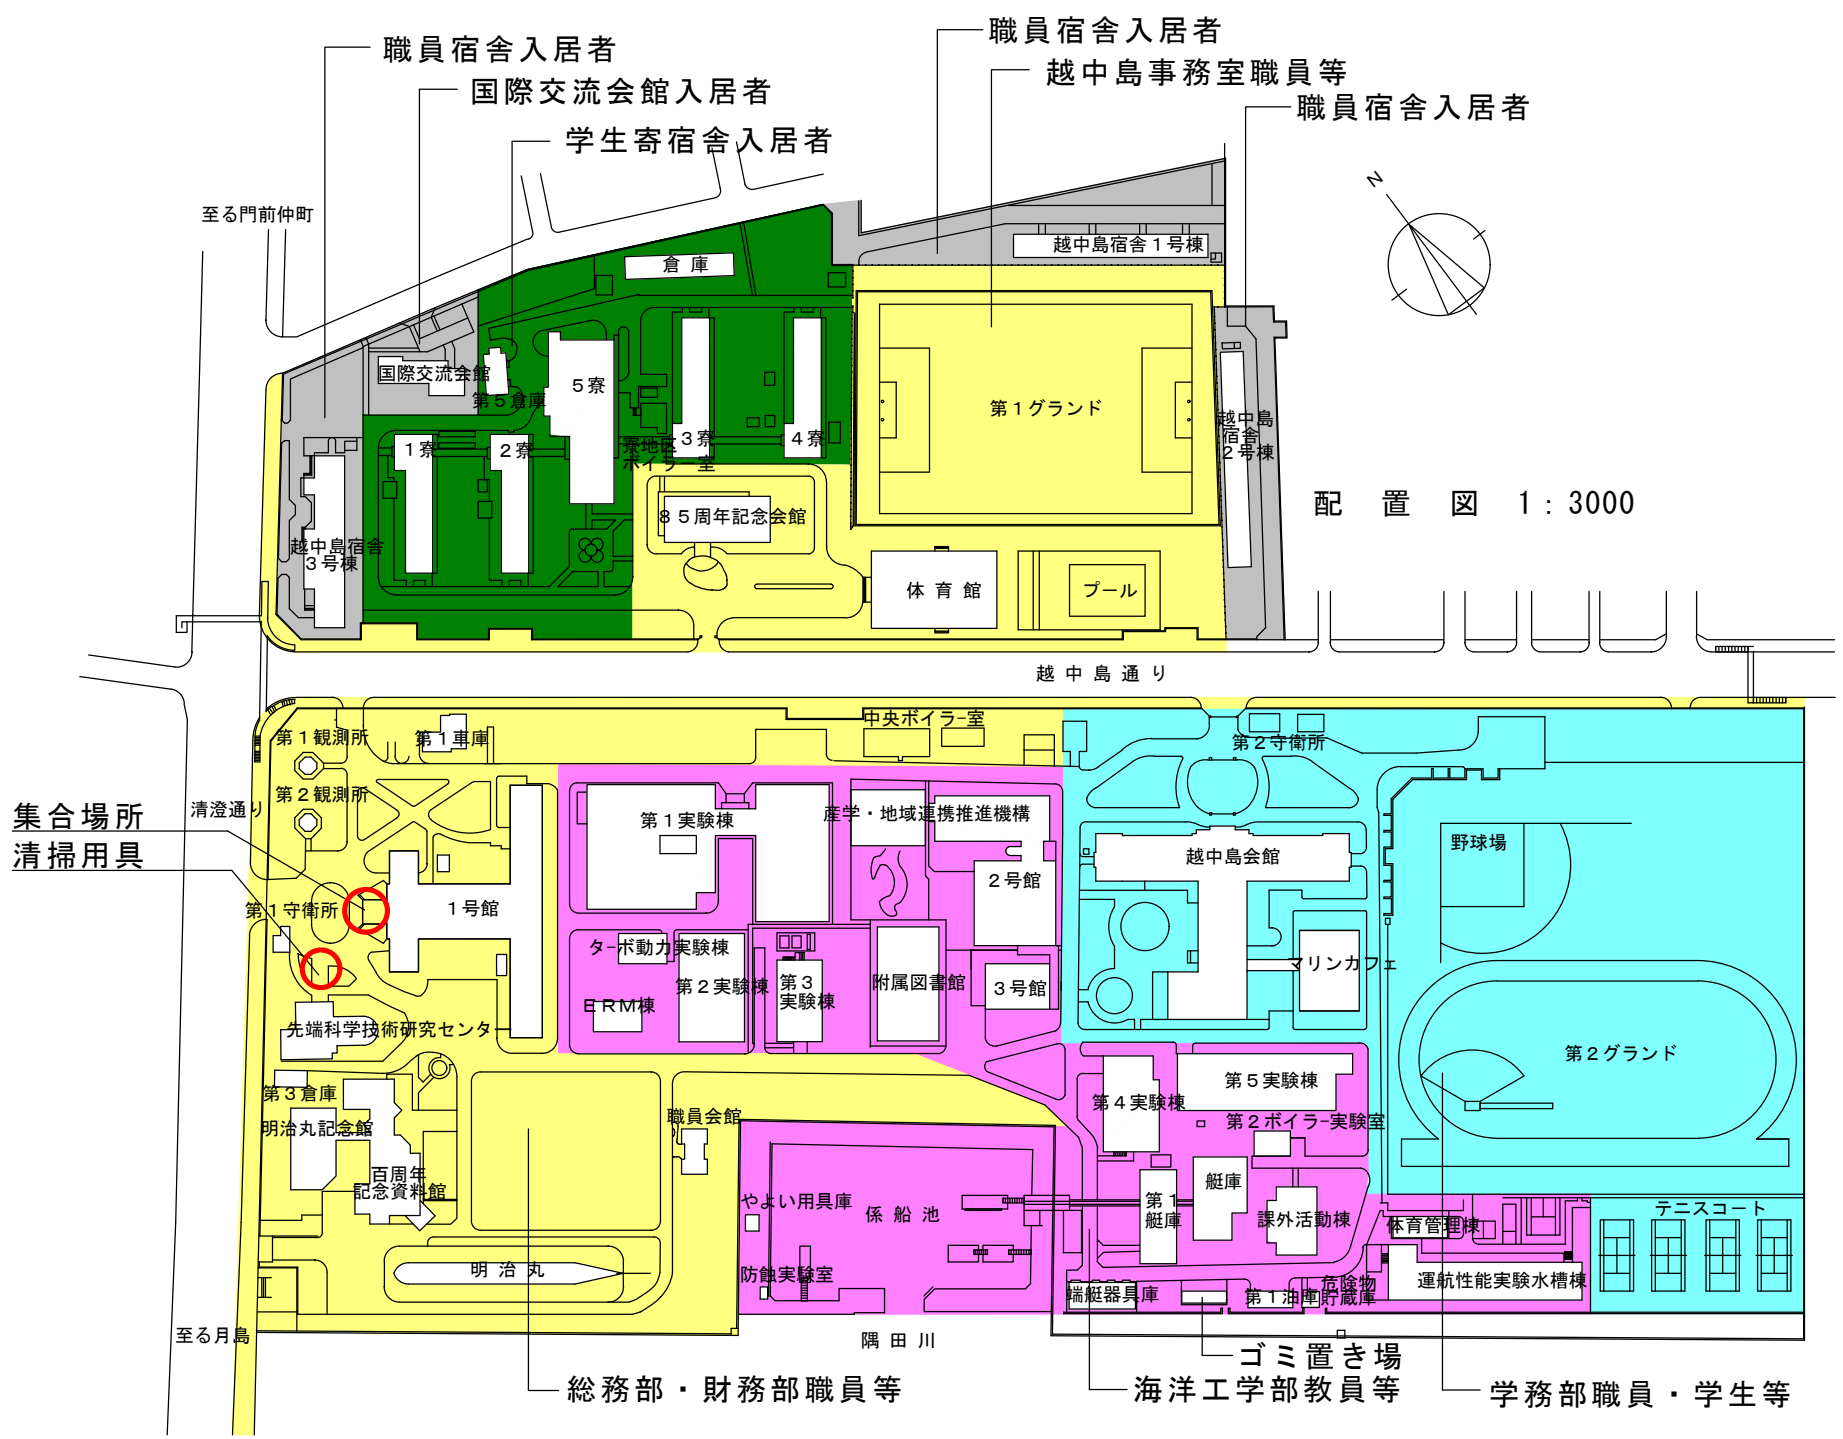 職員宿舎入居者
国際交流会館入居者
学生寄宿舎入居者
職員宿舎入居者
越中島事務室職員等
職員宿舎入居者
N
至る門前仲町
倉 庫
越中島宿舎１号棟
国際交流会館
第５倉庫
５寮
１寮
２寮
寮地区
ボイラー室
３寮
４寮
第１グランド
越中島
宿舎
２号棟
配 置 図 1：3000
８５周年記念会館
越中島宿舎
３号棟
体 育 館
プール
越 中 島 通 り
第１観測所
第１車庫
中央ボイラ-室
第２守衛所
第２観測所
清澄通り
集合場所
清掃用具
第１実験棟
産学・地域連携推進機構
越中島会館
野球場
２号館
第１守衛所
１号館
タ-ボ動力実験棟
第２実験棟
第３
実験棟
附属図書館
３号館
マリンカフェ
ＥＲＭ棟
先端科学技術研究センター
第２グランド
第３倉庫
明治丸記念館
職員会館
第４実験棟
第５実験棟
第２ボイラ-実験室
百周年
記念資料館
やよい用具庫
係 船 池
第１
艇庫
艇庫
課外活動棟
体育管理棟
テニスコート
明 治 丸
防蝕実験室
端艇器具庫
第１油庫
危険物
貯蔵庫
運航性能実験水槽棟
至る月島
隅 田 川
ゴミ置き場
総務部・財務部職員等
海洋工学部教員等
学務部職員・学生等